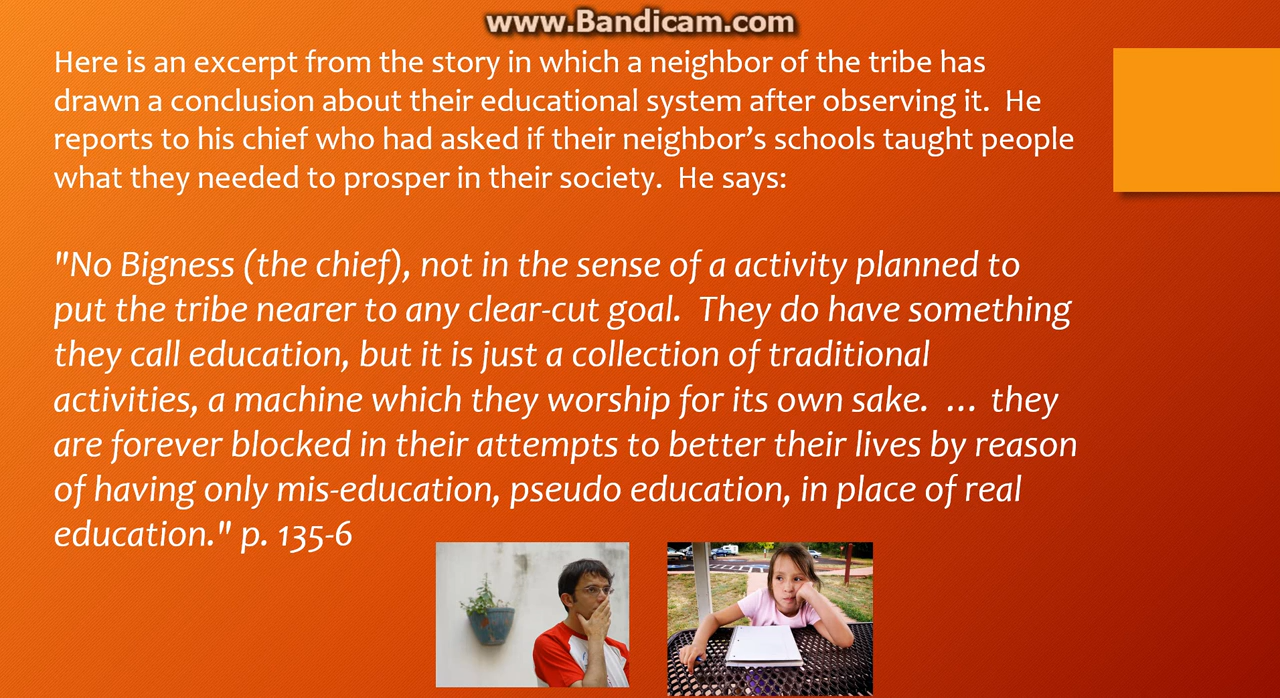 www.Bandicam.com
Here is an excerpt from the story in which a neighbor of the tribe has
drawn a conclusion about their educational system after observing it.  He
reports to his chief who had asked if their neighbor’s schools taught people
what they needed to prosper in their society.  He says:
"No Bigness (the chief), not in the sense of a activity planned to
put the tribe nearer to any clear-cut goal.  They do have something
they call education, but it is just a collection of traditional
activities, a machine which they worship for its own sake.  … they
are forever blocked in their attempts to better their lives by reason
of having only mis-education, pseudo education, in place of real
education." p. 135-6